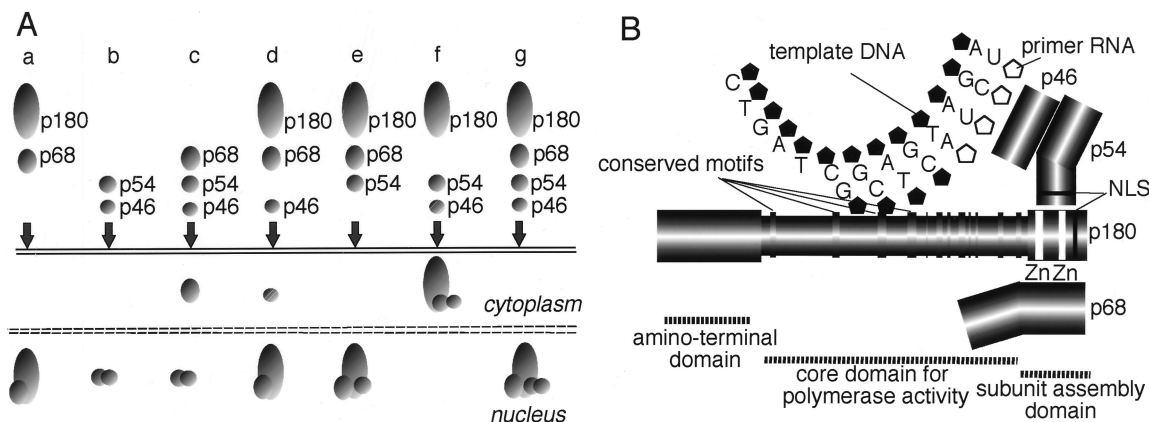 A
a b c d e f g
p180 p180 p180 p180 p180
p68 p68 p68 p68 p68
p54 p54 p54 p54 p54
p46 p46 p46 p46 p46
cytoplasm
nucleus
B
template DNA
primer RNA
A U
G C
A U
T A
G C
A T
C
T
G
A
T
C
G
C
p46
p54
conserved motifs
NLS
p180
Zn Zn
p68
amino-terminal
domain
core domain for
polymerase activity
subunit assembly
domain